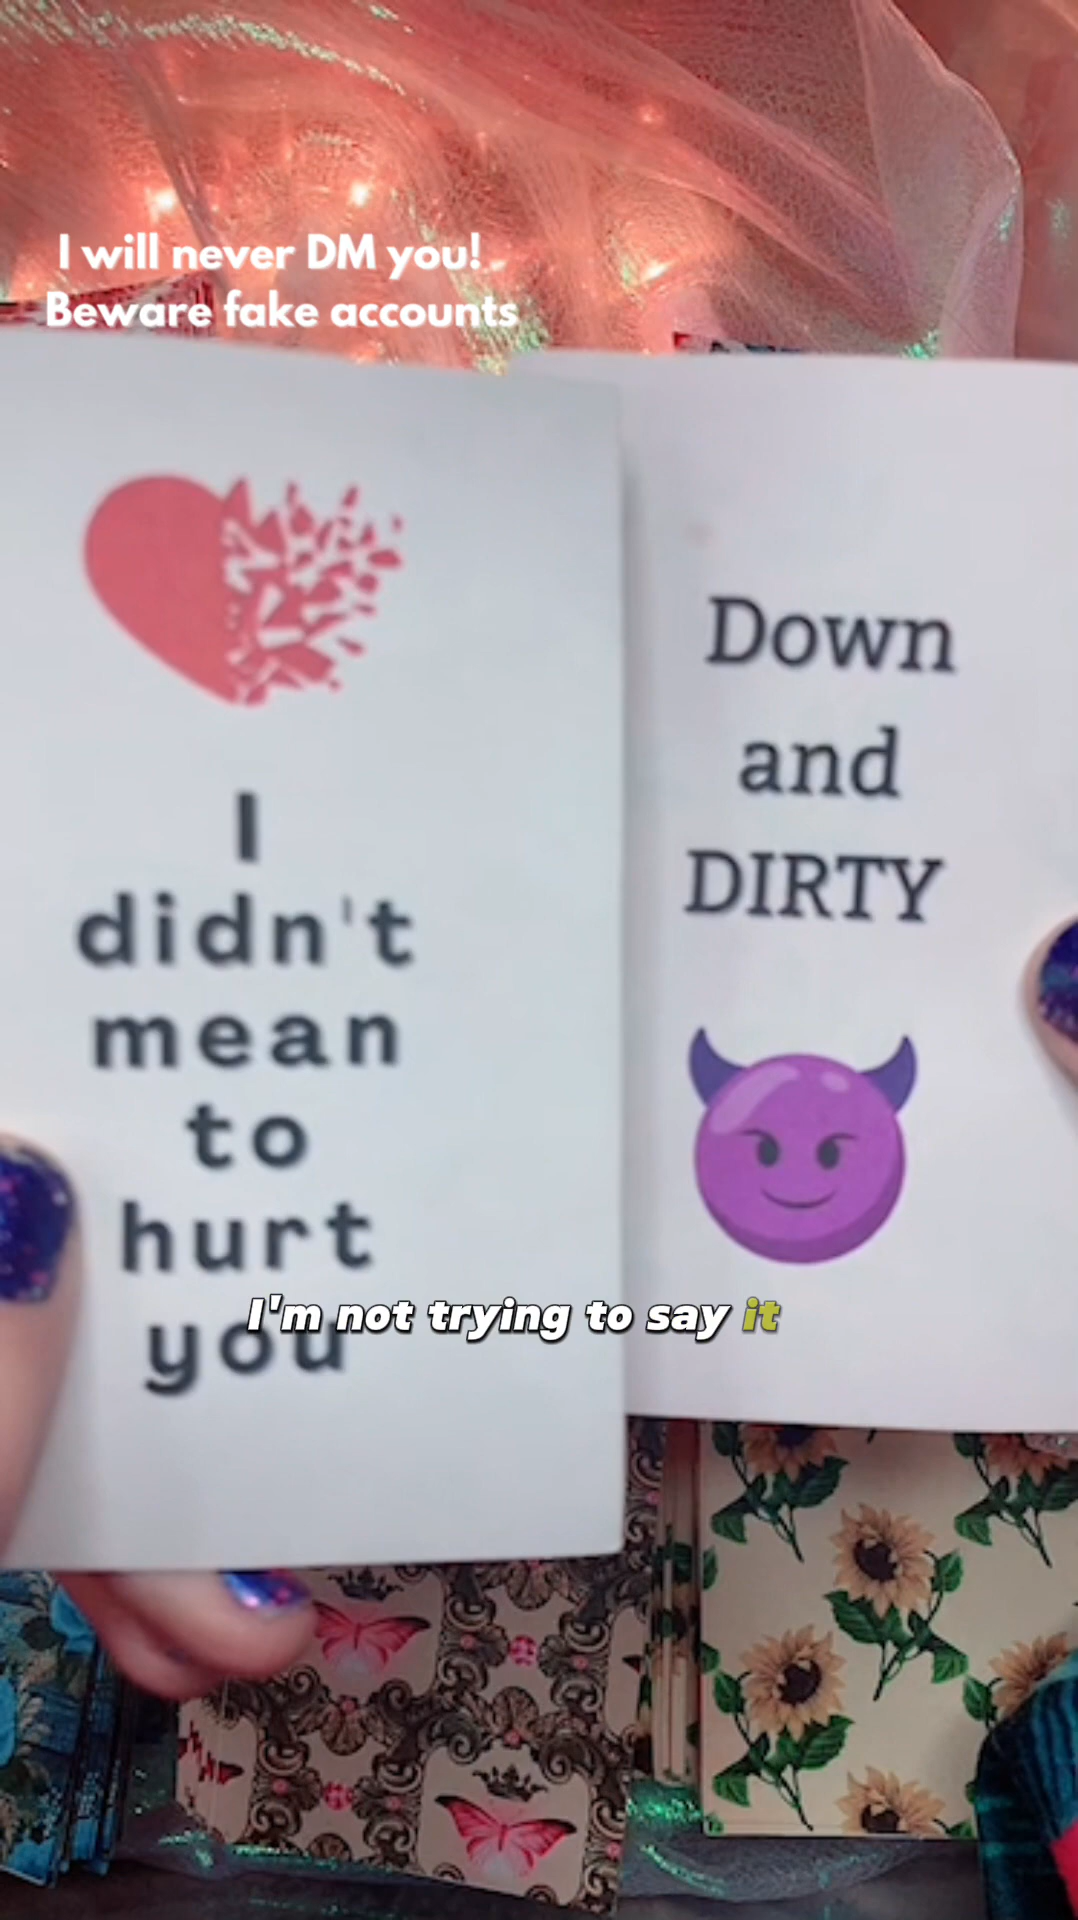 I will never DM you!
Beware fake accounts
I
didn't
mean
to
hurt
you
Down
and
DIRTY
I'm not trying to say it